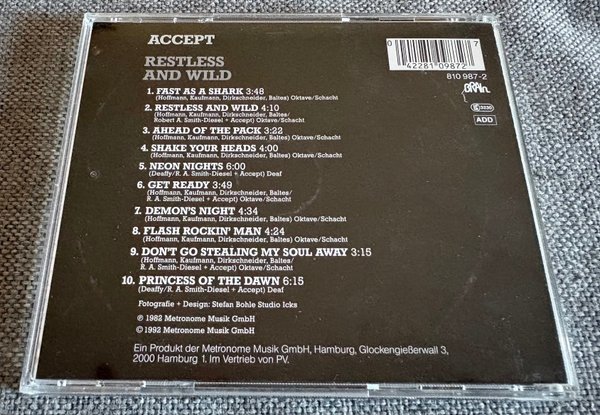 ACCEPT
RESTLESS
AND WILD
1. FAST AS A SHARK 3:48
(Hoffmann, Kaufmann, Dirkschneider, Baltes) Oktave/Schacht
2. RESTLESS AND WILD 4:10
(Hoffmann, Kaufmann, Dirkschneider, Baltes/
Robert A. Smith-Diesel + Accept) Oktave/Schacht
3. AHEAD OF THE PACK 3:22
(Hoffmann, Kaufmann, Dirkschneider, Baltes) Oktave/Schacht
4. SHAKE YOUR HEADS 4:00
(Hoffmann, Kaufmann, Dirkschneider, Baltes) Oktave/Schacht
5. NEON NIGHTS 6:00
(Deaffy/R. A. Smith-Diesel + Accept) Deaf
6. GET READY 3:49
(Hoffmann, Kaufmann, Dirkschneider, Baltes/
R. A. Smith-Diesel + Accept) Oktave/Schacht
7. DEMON'S NIGHT 4:34
(Hoffmann, Kaufmann, Dirkschneider, Baltes) Oktave/Schacht
8. FLASH ROCKIN' MAN 4:24
(Hoffmann, Kaufmann, Dirkschneider, Baltes) Oktave/Schacht
9. DON'T GO STEALING MY SOUL AWAY 3:15
(Hoffmann, Kaufmann, Dirkschneider, Baltes/
R. A. Smith-Diesel + Accept) Oktave/Schacht
10. PRINCESS OF THE DAWN 6:15
(Deaffy/R. A. Smith-Diesel + Accept) Deaf
Fotografie + Design: Stefan Bohle Studio Icks
℗ 1982 Metronome Musik GmbH
© 1992 Metronome Musik GmbH
Ein Produkt der Metronome Musik GmbH, Hamburg, Glockengießerwall 3,
2000 Hamburg 1. Im Vertrieb von PV.
0 42281 09872 7
810 987-2
BRAIN
LC 3230
ADD